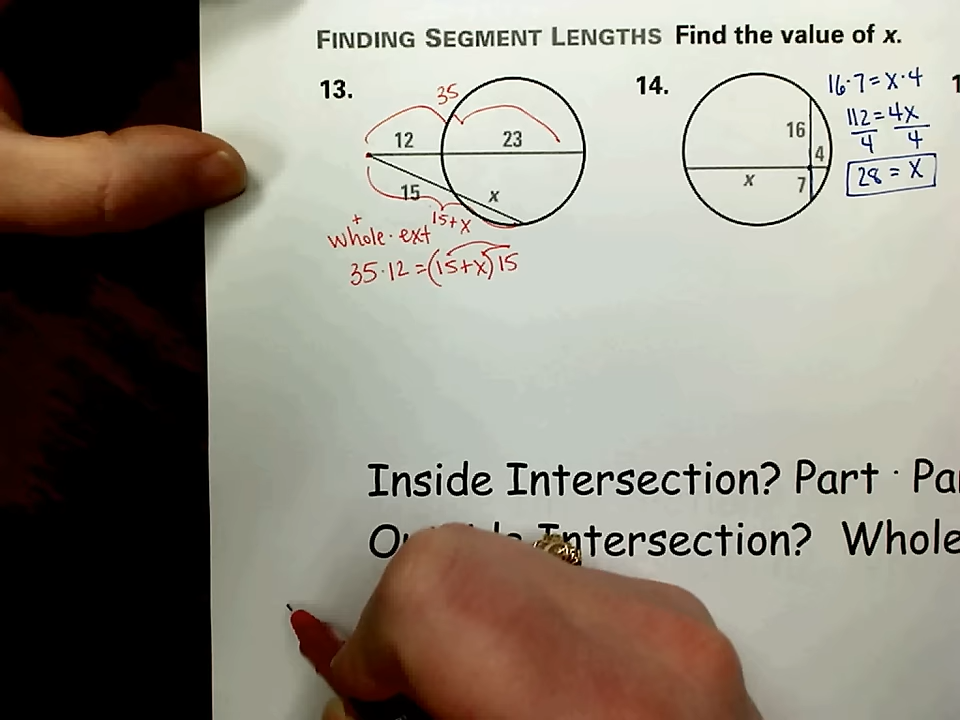 FINDING SEGMENT LENGTHS Find the value of x.
13.
35
12
23
15
x
15+x
+
whole · ext
35·12=(15+x)15
14.
16
4
x
7
16·7=x·4
112=4x
4 4
28 = x
1
Inside Intersection? Part · Pa
Intersection? Whole